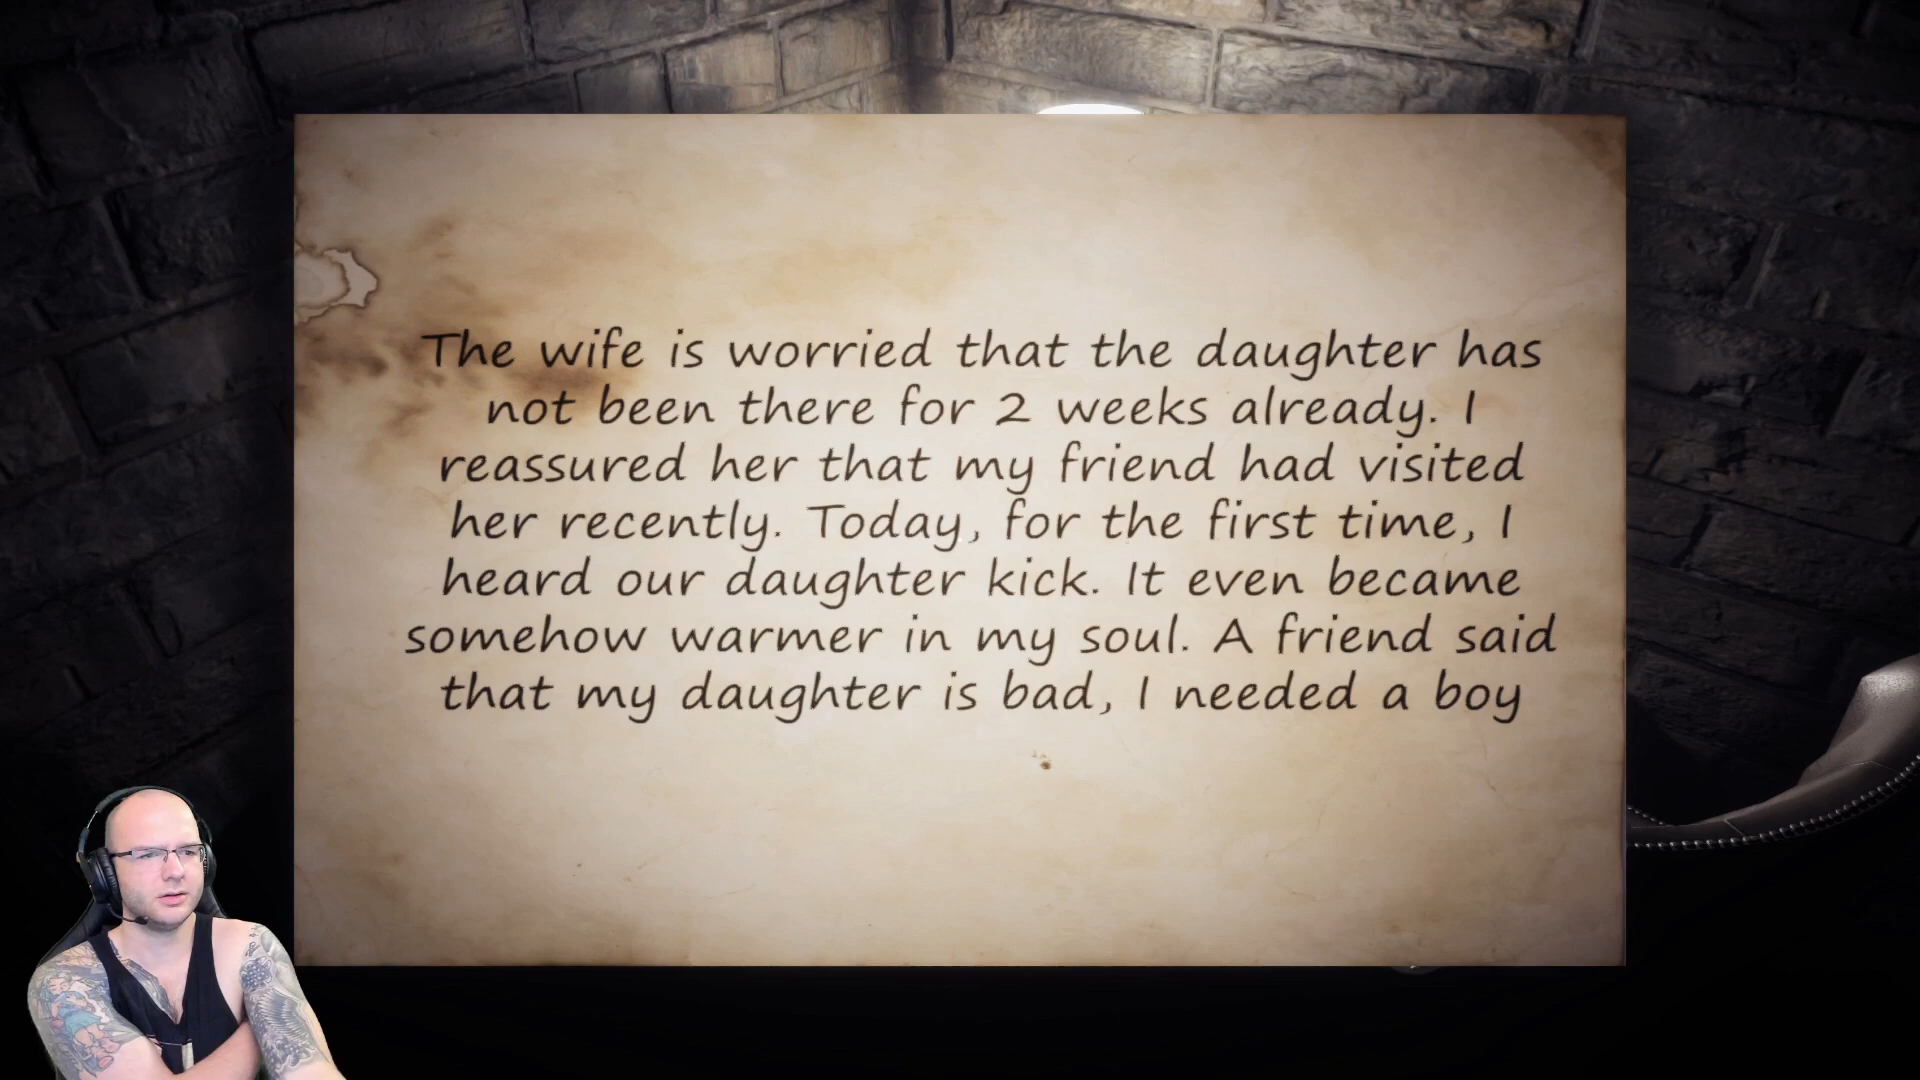 The wife is worried that the daughter has
not been there for 2 weeks already. I
reassured her that my friend had visited
her recently. Today, for the first time, I
heard our daughter kick. It even became
somehow warmer in my soul. A friend said
that my daughter is bad, I needed a boy